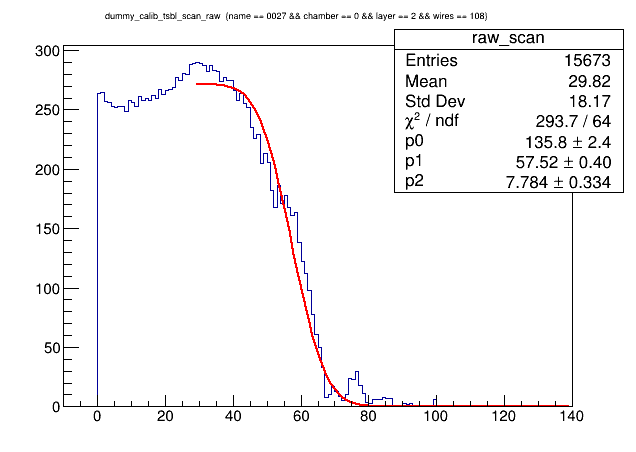 dummy_calib_tsbl_scan_raw (name == 0027 && chamber == 0 && layer == 2 && wires == 108)
raw_scan
Entries 15673
Mean 29.82
Std Dev 18.17
χ² / ndf 293.7 / 64
p0 135.8 ± 2.4
p1 57.52 ± 0.40
p2 7.784 ± 0.334
300
250
200
150
100
50
0
0 20 40 60 80 100 120 140